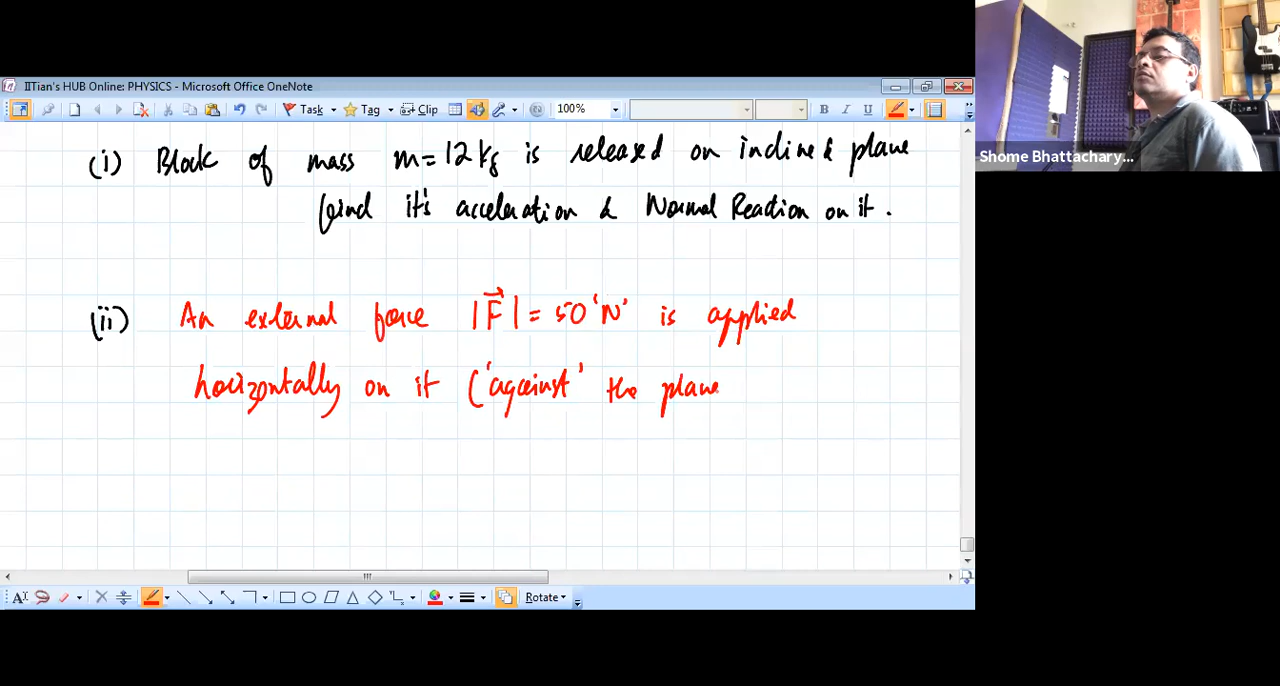 IITian's HUB Online: PHYSICS - Microsoft Office OneNote
Task Tag Clip 100% B I U
(i) Block of mass m = 12 kg is released on inclined plane
find it's acceleration & Normal Reaction on it.
Shome Bhattachary...
(ii) An external force |F⃗| = 50 'N' is applied
horizontally on it ('against' the plane
Rotate